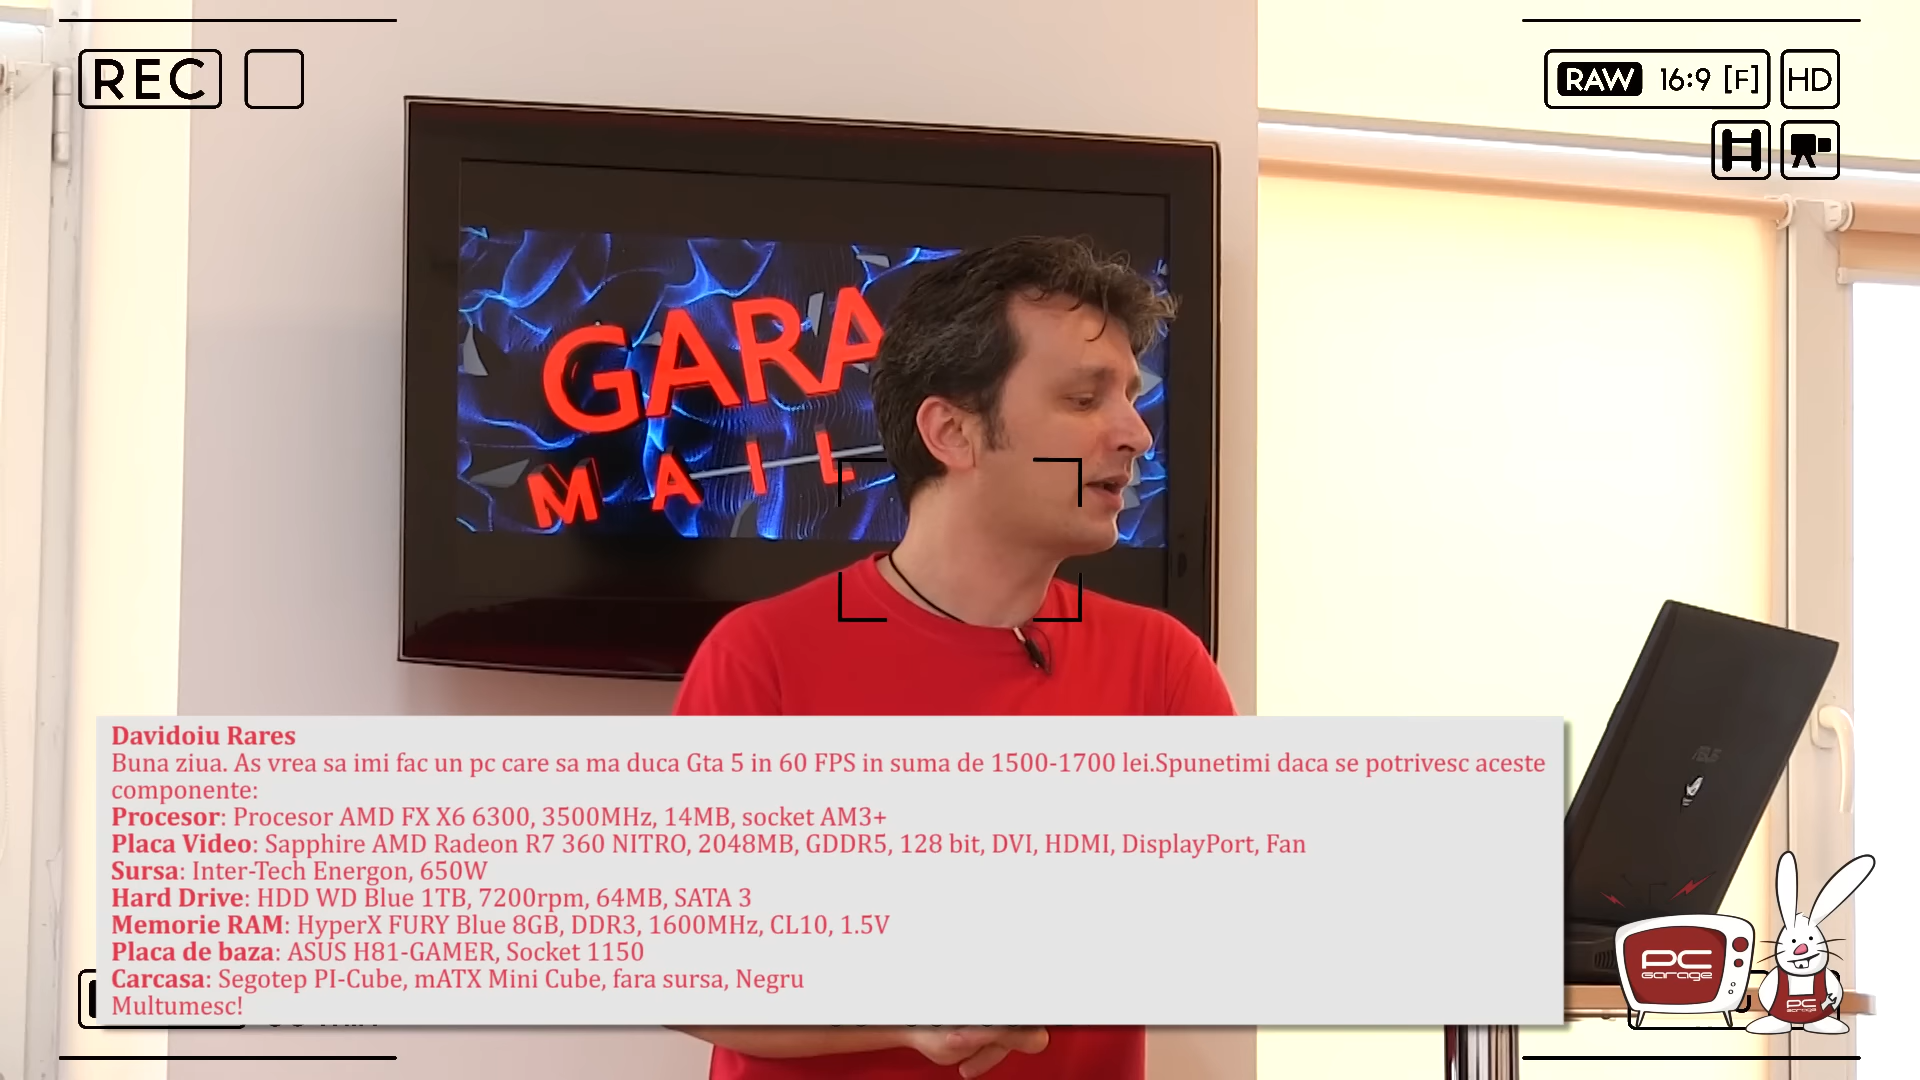 REC
RAW 16:9 [F] HD
GARA
MAIL
ASUS
Davidoiu Rares
Buna ziua. As vrea sa imi fac un pc care sa ma duca Gta 5 in 60 FPS in suma de 1500-1700 lei.Spunetimi daca se potrivesc aceste
componente:
Procesor: Procesor AMD FX X6 6300, 3500MHz, 14MB, socket AM3+
Placa Video: Sapphire AMD Radeon R7 360 NITRO, 2048MB, GDDR5, 128 bit, DVI, HDMI, DisplayPort, Fan
Sursa: Inter-Tech Energon, 650W
Hard Drive: HDD WD Blue 1TB, 7200rpm, 64MB, SATA 3
Memorie RAM: HyperX FURY Blue 8GB, DDR3, 1600MHz, CL10, 1.5V
Placa de baza: ASUS H81-GAMER, Socket 1150
Carcasa: Segotep PI-Cube, mATX Mini Cube, fara sursa, Negru
Multumesc!
PC
Garage
PC
Garage